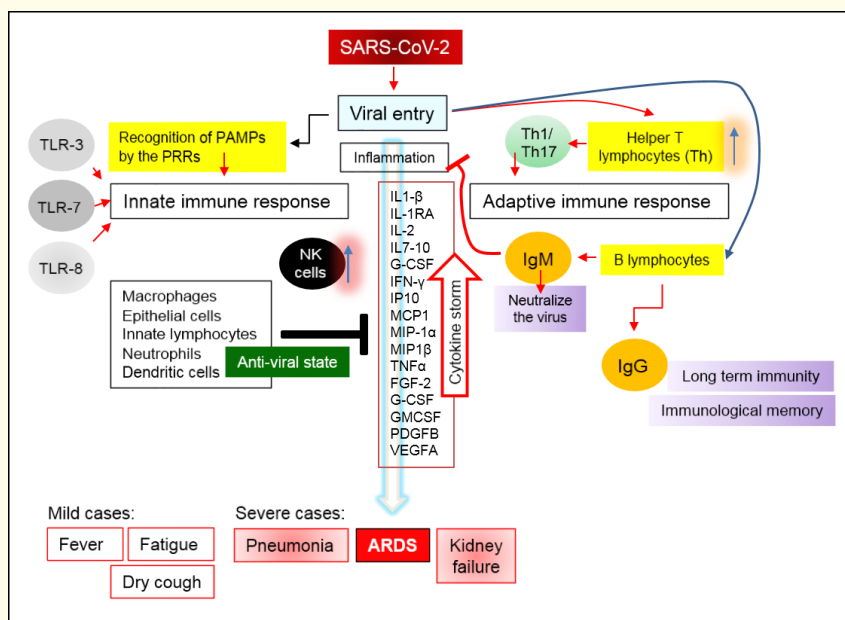 SARS-CoV-2
Viral entry
TLR-3
TLR-7
TLR-8
Recognition of PAMPs
by the PRRs
Innate immune response
Inflammation
Th1/
Th17
Helper T
lymphocytes (Th)
Adaptive immune response
NK
cells
IL1-β
IL-1RA
IL-2
IL7-10
G-CSF
IFN-γ
IP10
MCP1
MIP-1α
MIP1β
TNFα
FGF-2
G-CSF
GMCSF
PDGFB
VEGFA
Cytokine storm
IgM
B lymphocytes
Neutralize
the virus
IgG
Long term immunity
Immunological memory
Macrophages
Epithelial cells
Innate lymphocytes
Neutrophils
Dendritic cells
Anti-viral state
Mild cases:
Fever
Fatigue
Dry cough
Severe cases:
Pneumonia
ARDS
Kidney
failure